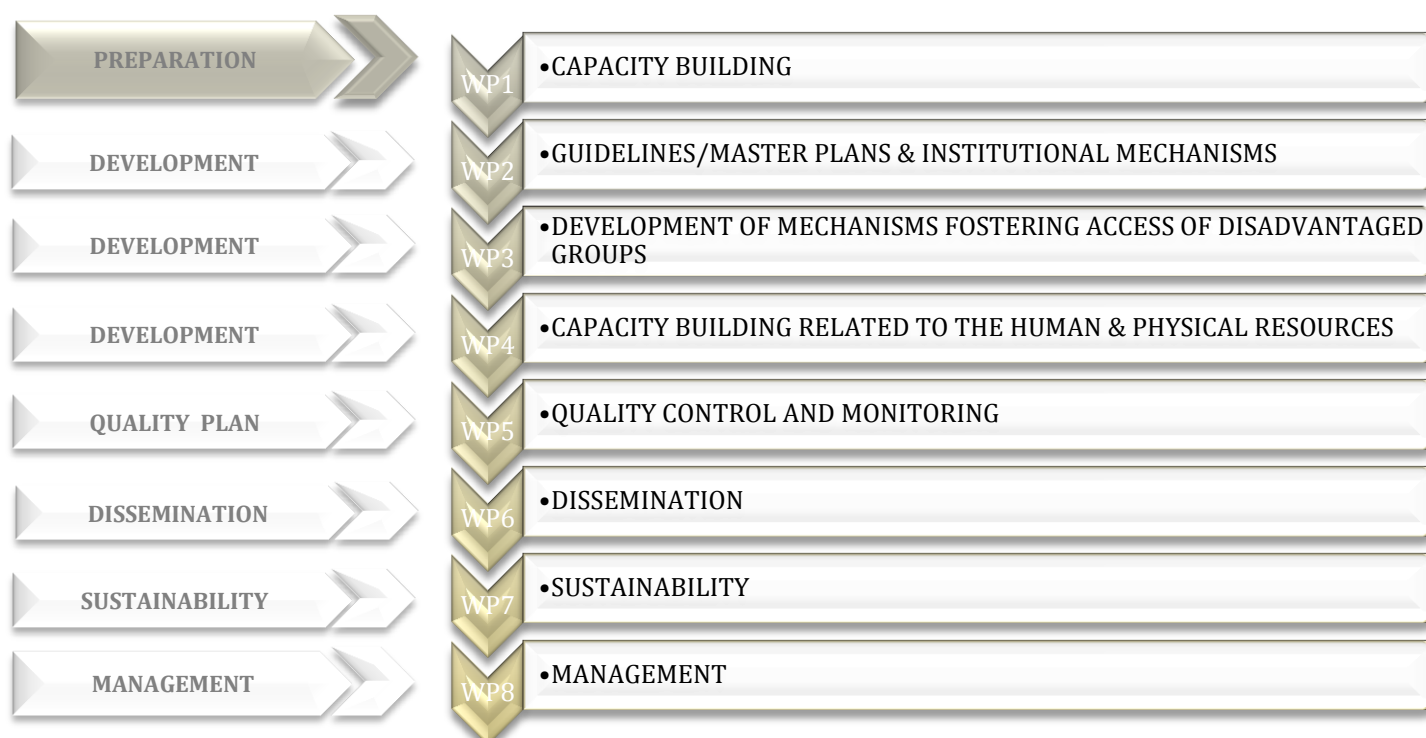 PREPARATION
WP1
•CAPACITY BUILDING
DEVELOPMENT
WP2
•GUIDELINES/MASTER PLANS & INSTITUTIONAL MECHANISMS
DEVELOPMENT
WP3
•DEVELOPMENT OF MECHANISMS FOSTERING ACCESS OF DISADVANTAGED
GROUPS
DEVELOPMENT
WP4
•CAPACITY BUILDING RELATED TO THE HUMAN & PHYSICAL RESOURCES
QUALITY PLAN
WP5
•QUALITY CONTROL AND MONITORING
DISSEMINATION
WP6
•DISSEMINATION
SUSTAINABILITY
WP7
•SUSTAINABILITY
MANAGEMENT
WP8
•MANAGEMENT